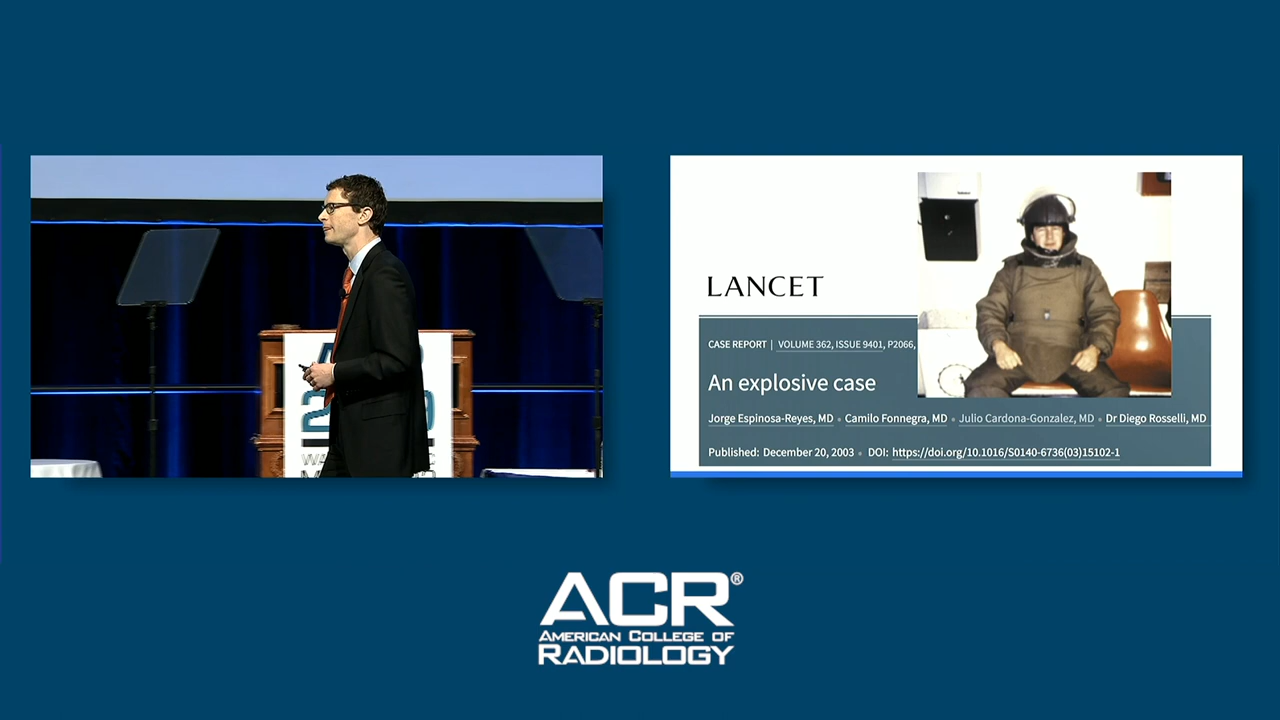 LANCET
CASE REPORT | VOLUME 362, ISSUE 9401, P2066,
An explosive case
Jorge Espinosa-Reyes, MD • Camilo Fonnegra, MD • Julio Cardona-Gonzalez, MD • Dr Diego Rosselli, MD
Published: December 20, 2003 • DOI: https://doi.org/10.1016/S0140-6736(03)15102-1
ACR®
AMERICAN COLLEGE OF
RADIOLOGY